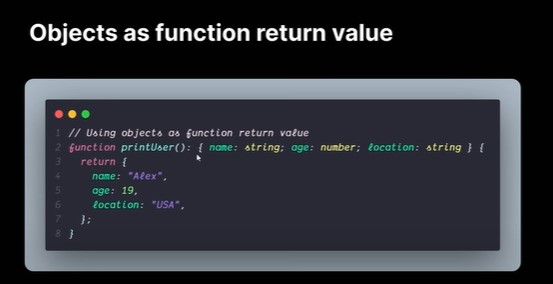 Objects as function return value
1 // Using objects as function return value
2 function printUser(): { name: string; age: number; location: string } {
3 return {
4 name: "Alex",
5 age: 19,
6 location: "USA",
7 };
8 }